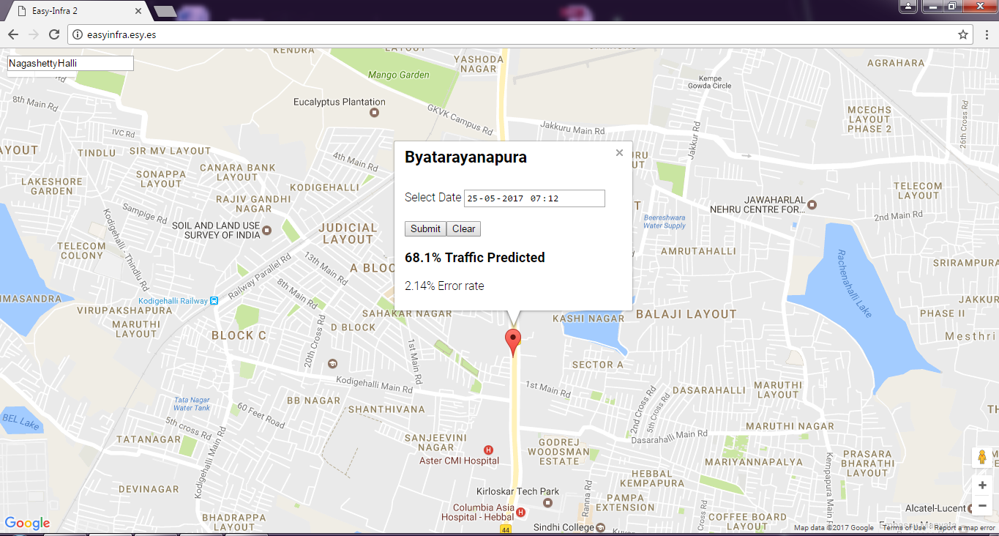 Easy-Infra 2
easyinfra.esy.es
NagashettyHalli
KENDRA
LAYOUT
YASHODA
NAGAR
Mango Garden
AGRAHARA
Kempe
Gowda Circle
8th Main Rd
Eucalyptus Plantation
GKVK Campus Rd
MCECHS
LAYOUT
PHASE 2
26th Cross Rd
Jakkuru Main Rd
Jakkur Rd
IVC Rd
LAYOUT
TINDLU
SIR MV LAYOUT
4th Main Rd
CANARA BANK
LAYOUT
SONAPPA
LAYOUT
LAKESHORE
GARDEN
KODIGEHALLI
RAJIV GANDHI
NAGAR
Byatarayanapura
Select Date 25-05-2017 07:12
Submit Clear
68.1% Traffic Predicted
2.14% Error rate
TELECOM
LAYOUT
JAWAHARLAL
NEHRU CENTRE FOR...
2nd Main Rd
Beereshwara
Water Supply
Sampige Rd
Kodigehalli - Thindlu Rd
SOIL AND LAND USE
SURVEY OF INDIA
JUDICIAL
LAYOUT
TELECOM
COLONY
AMRUTAHALLI
Rachenahalli Lake
SRIRAMPURA
Railway Parallel Rd
13th Main Rd
A BLOC
8th Main Rd
Kodigehalli Railway
VIRUPAKSHAPURA
MARUTHI
LAYOUT
SAHAKAR NAGAR
D BLOCK
BLOCK C
20th Cross Rd
1st Main Rd
KASHI NAGAR
BALAJI LAYOUT
JAKKUR
PHASE II
Mesthri
SECTOR A
Kodigehalli Main Rd
1st Main Rd
DASARAHALLI
MARUTHI
LAYOUT
Tata Nagar
Water Tank
BB NAGAR
SHANTHIVANA
60 Feet Road
2nd Cross Rd
5th Cross Rd
BEL Lake
5th cross Rd
TATANAGAR
Kodigehalli Main Rd
SANJEEVINI
NAGAR
Aster CMI Hospital
GODREJ
WOODSMAN
ESTATE
Dasarahalli Main Rd
MARUTHI NAGAR
MARIYANNAPALYA
PRASARA
BHARATHI
LAYOUT
Kempapura Main Rd
HEBBAL
KEMPAPURA
DEVINAGAR
Kirloskar Tech Park
Columbia Asia
Hospital - Hebbal
Ranna Rd
PAMPA
EXTENSION
BHADRAPPA
LAYOUT
44
Sindhi College
COFFEE BOARD
LAYOUT
Alcatel-Lucent
Google
Map data ©2017 Google
Terms of Use
Report a map error